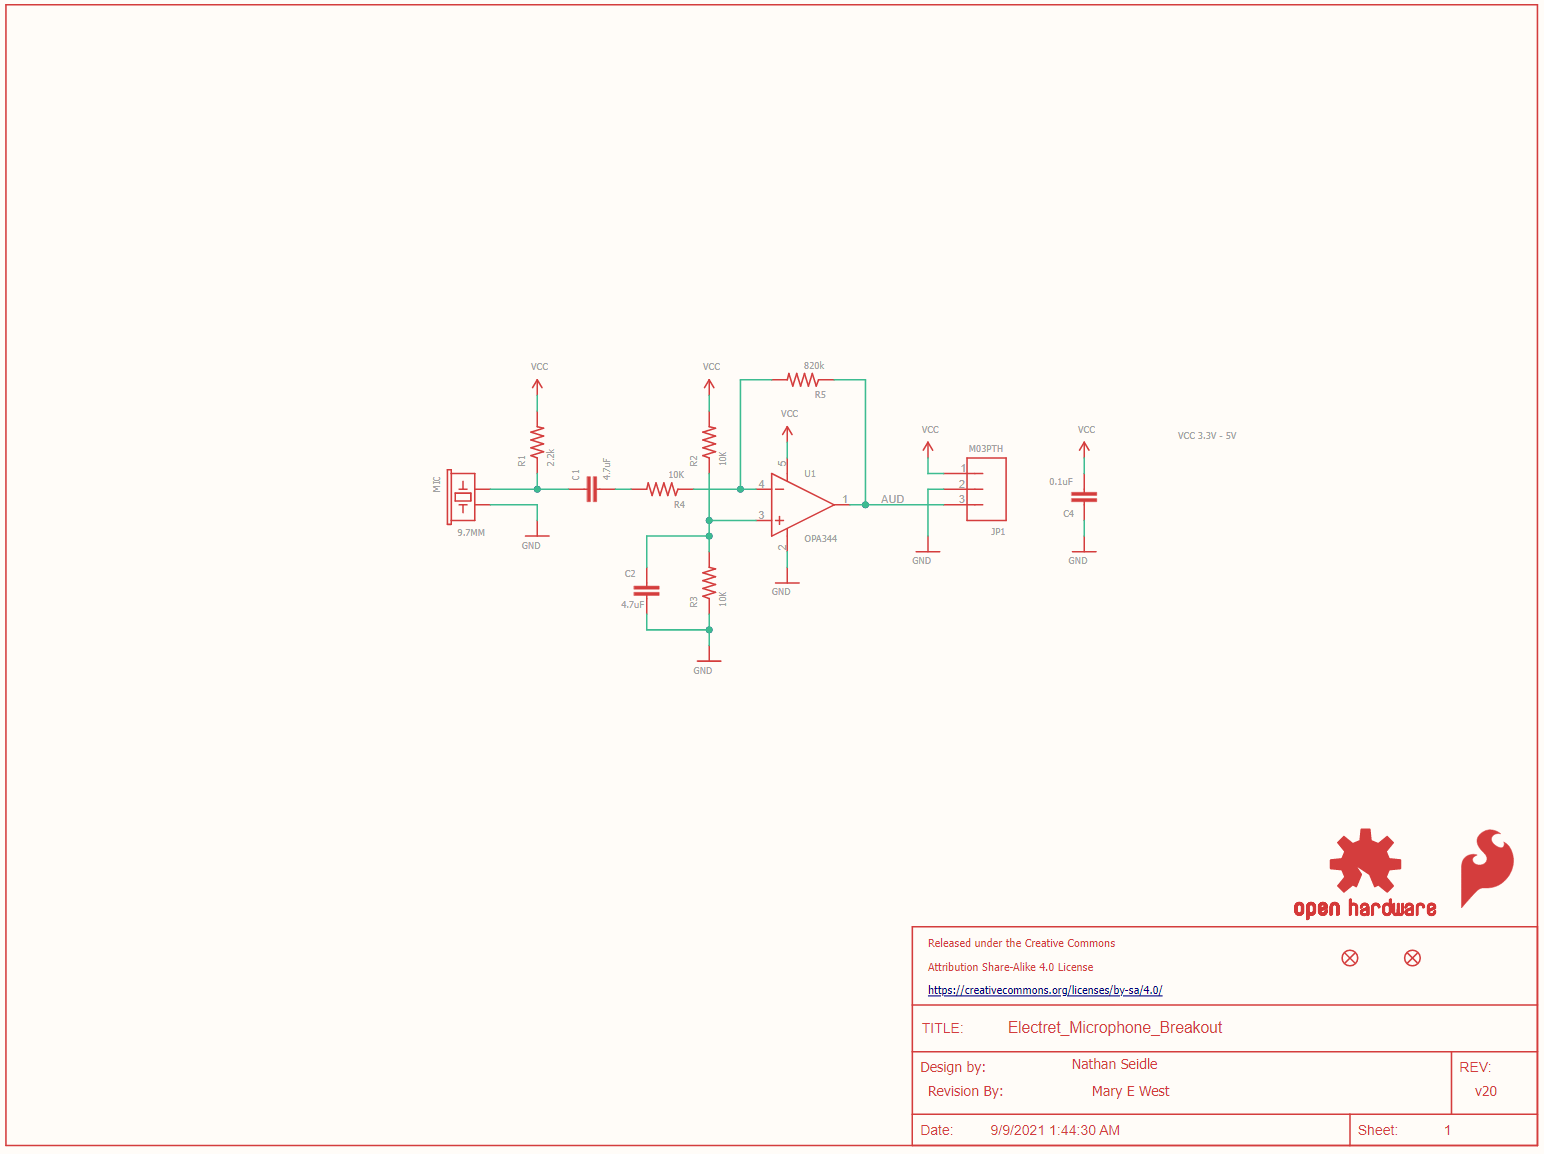 VCC
R1
2.2k
MIC
9.7MM
GND
C1
4.7uF
10K
R4
VCC
R2
10K
C2
4.7uF
R3
10K
GND
820k
R5
VCC
5
U1
4
3
1
2
OPA344
GND
AUD
VCC
M03PTH
1
2
3
JP1
GND
VCC
0.1uF
C4
GND
VCC 3.3V - 5V
open hardware
Released under the Creative Commons
Attribution Share-Alike 4.0 License
https://creativecommons.org/licenses/by-sa/4.0/
TITLE: Electret_Microphone_Breakout
Design by: Nathan Seidle
REV:
Revision By: Mary E West
v20
Date: 9/9/2021 1:44:30 AM
Sheet: 1